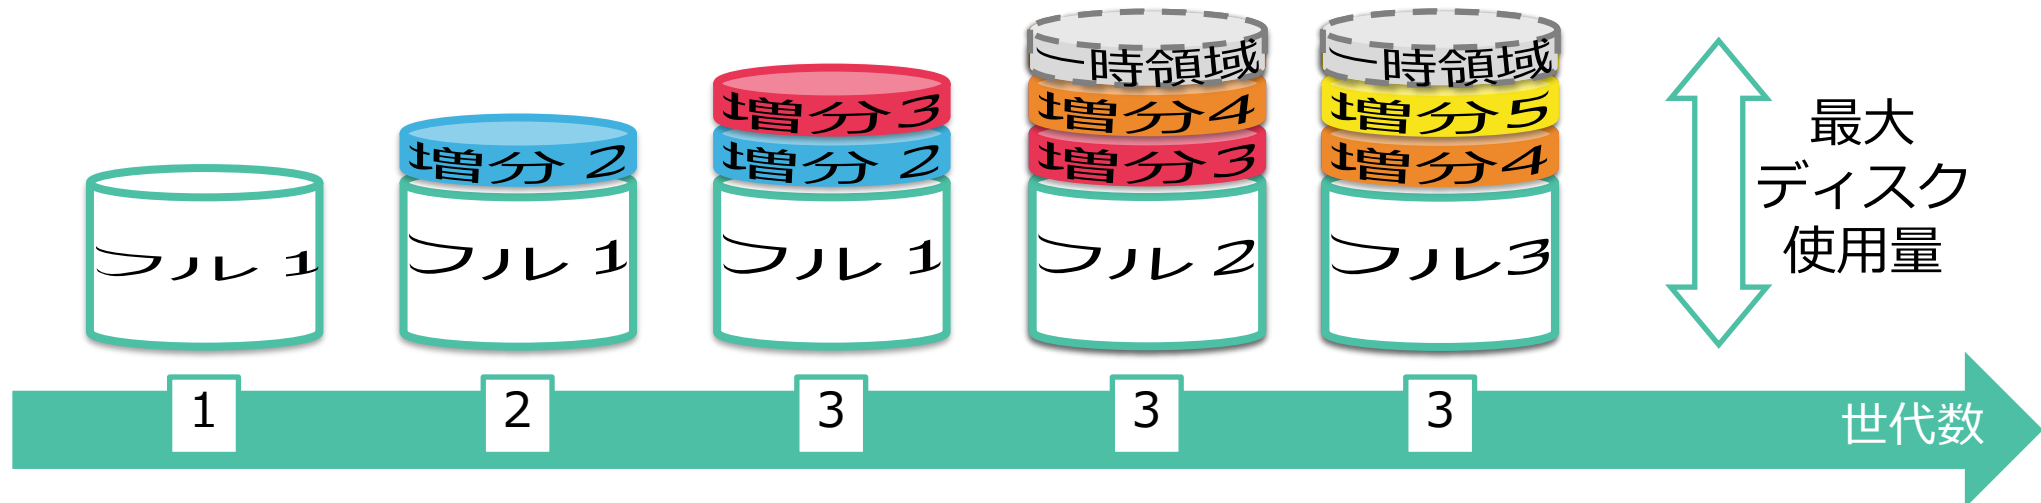 フル 1
増分 2
フル 1
増分3
増分 2
フル 1
一時領域
増分4
増分3
フル 2
一時領域
増分5
増分4
フル3
最大
ディスク
使用量
1
2
3
3
3
世代数